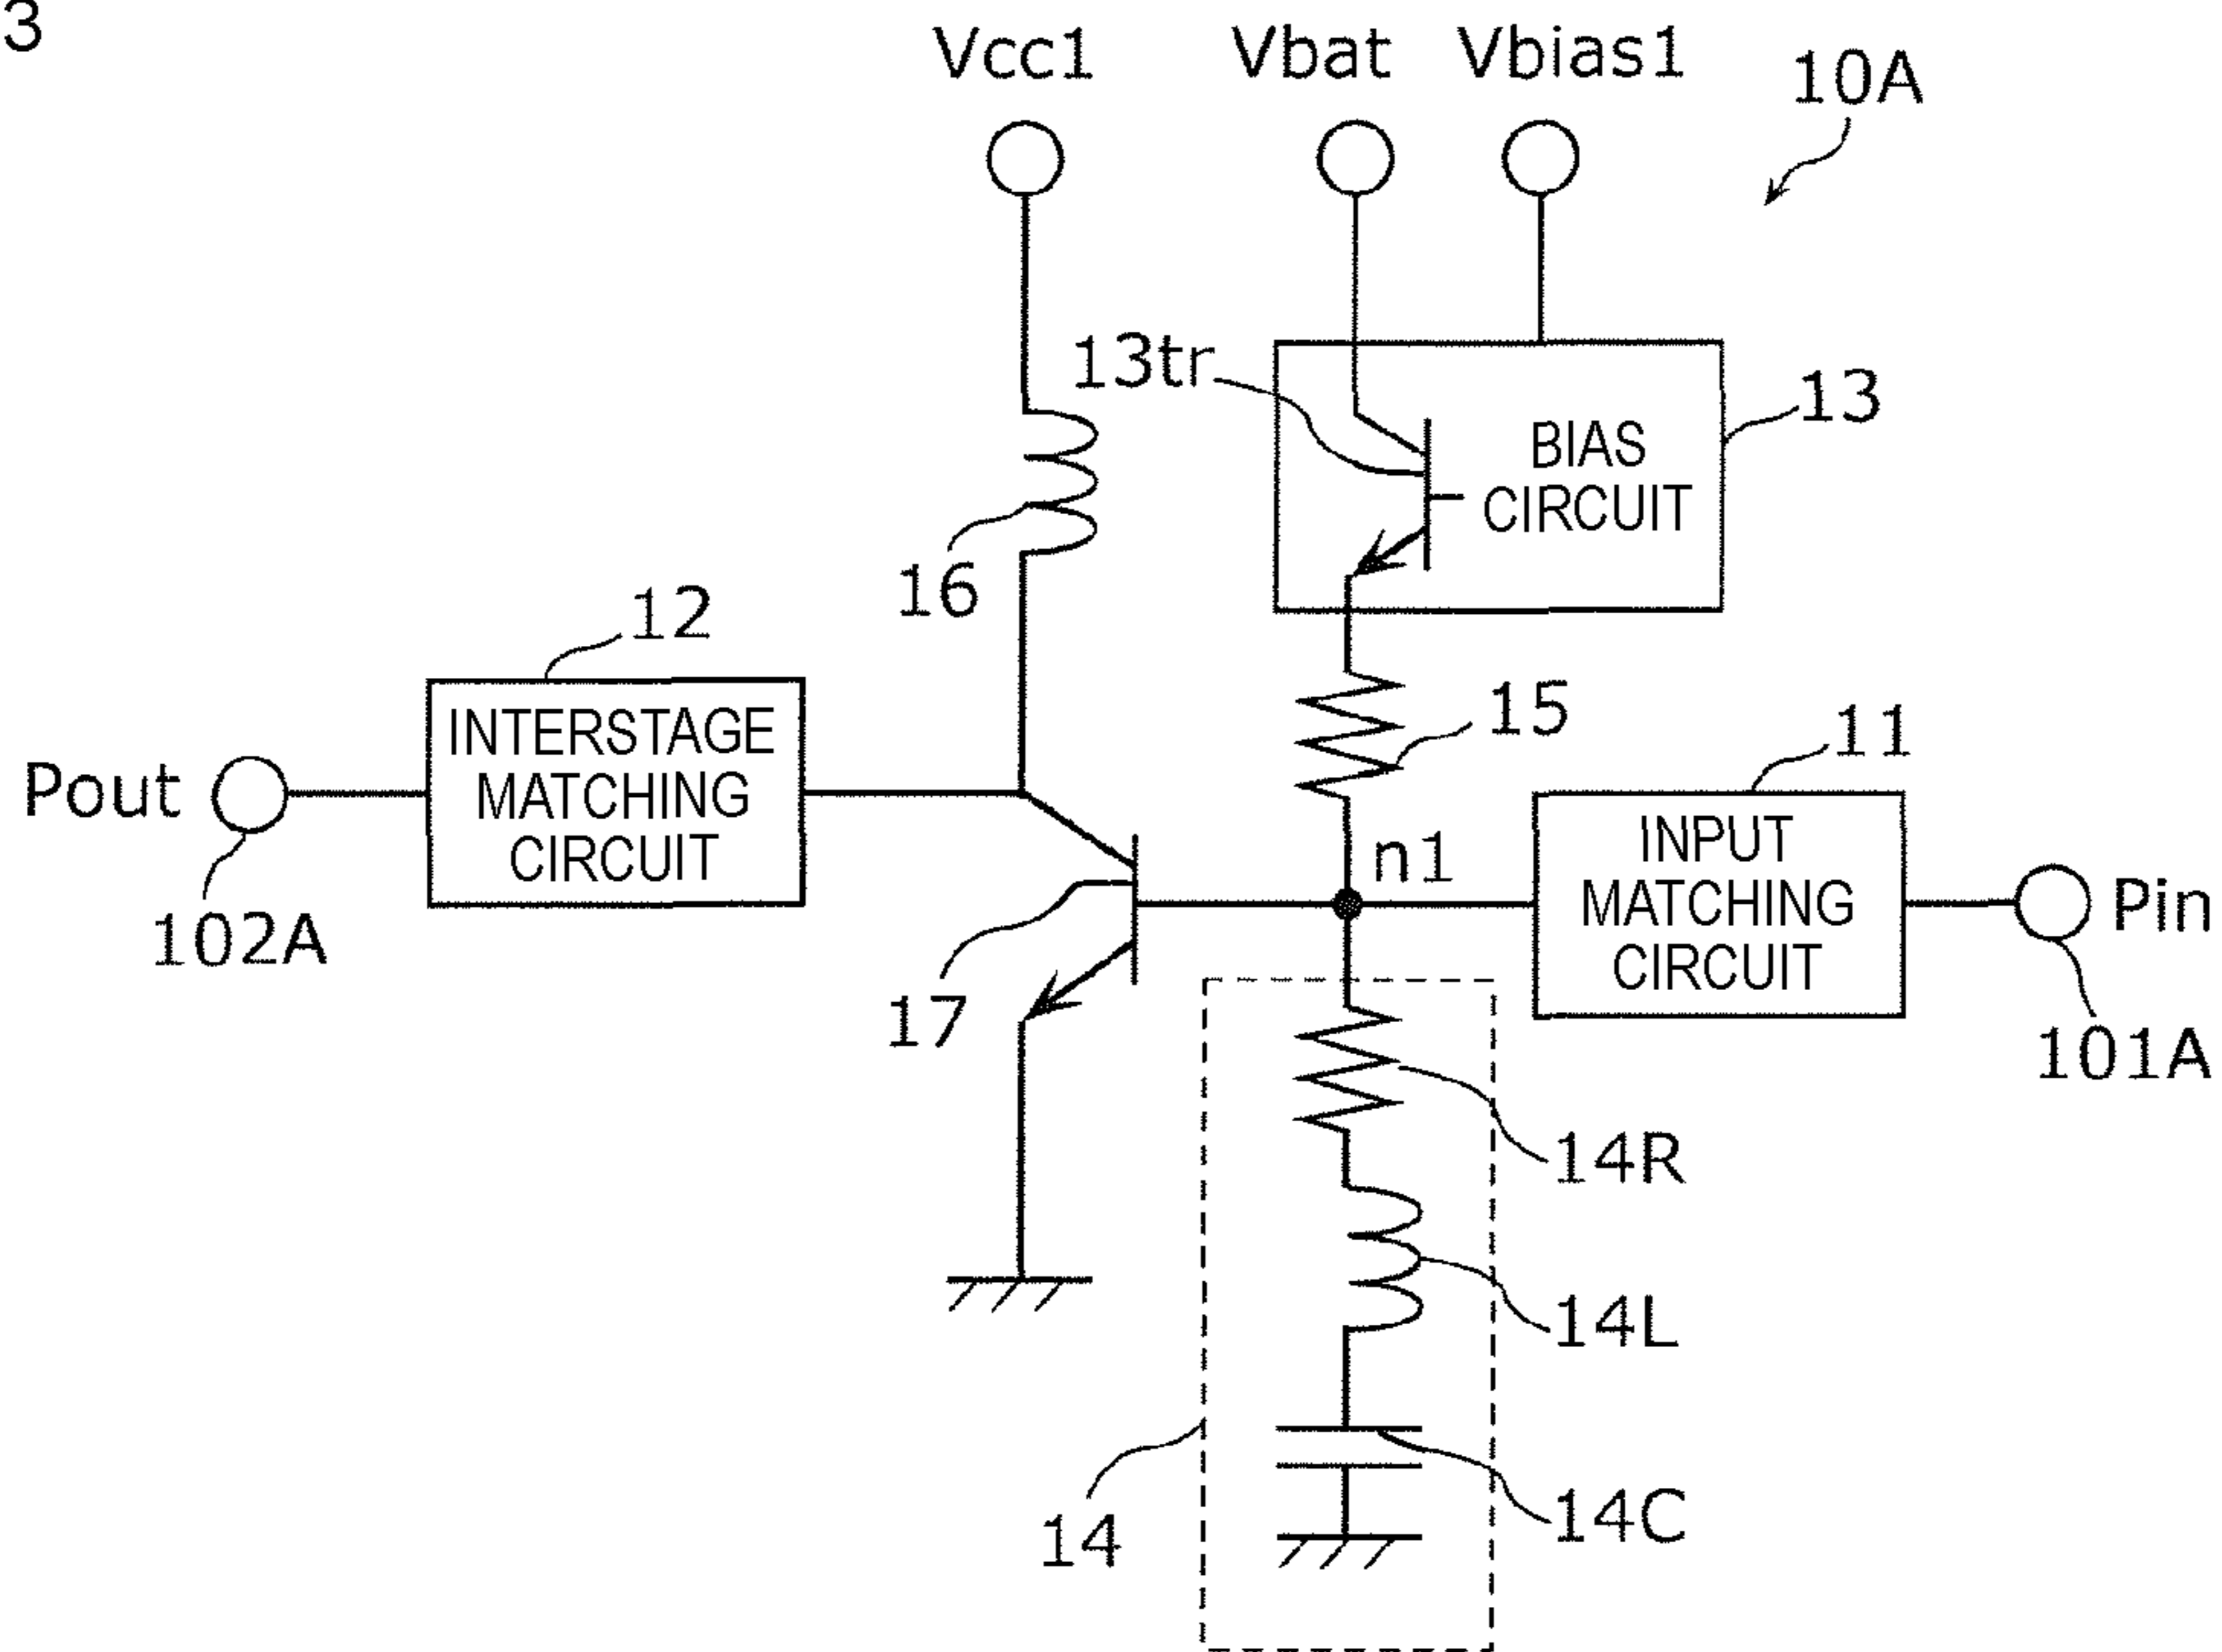 3
Vcc1
Vbat
Vbias1
10A
13tr
13
BIAS
CIRCUIT
16
12
INTERSTAGE
MATCHING
CIRCUIT
15
11
Pout
n1
INPUT
MATCHING
CIRCUIT
Pin
102A
17
101A
14R
14L
14C
14